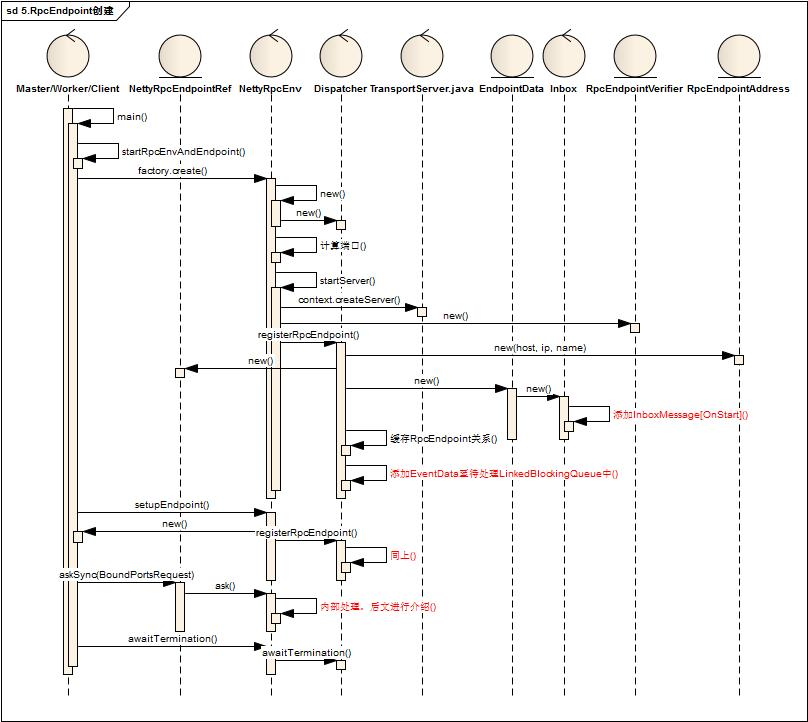 sd 5.RpcEndpoint创建
Master/Worker/Client
NettyRpcEndpointRef
NettyRpcEnv
Dispatcher
TransportServer.java
EndpointData
Inbox
RpcEndpointVerifier
RpcEndpointAddress
main()
startRpcEnvAndEndpoint()
factory.create()
new()
new()
计算端口()
startServer()
context.createServer()
new()
registerRpcEndpoint()
new(host, ip, name)
new()
new()
new()
添加InboxMessage[OnStart]()
缓存RpcEndpoint关系()
添加EventData至待处理LinkedBlockingQueue中()
setupEndpoint()
new()
registerRpcEndpoint()
同上()
askSync(BoundPortsRequest)
ask()
内部处理，后文进行介绍()
awaitTermination()
awaitTermination()